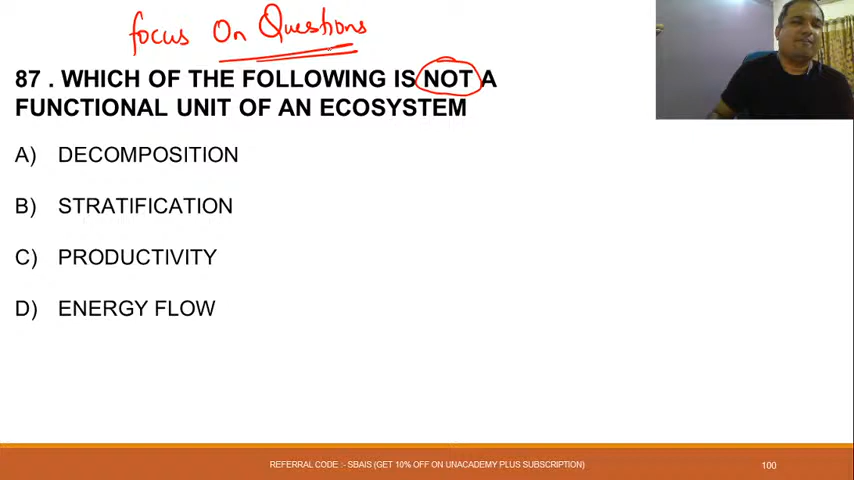 focus On Questions
87 . WHICH OF THE FOLLOWING IS NOT A
FUNCTIONAL UNIT OF AN ECOSYSTEM
A) DECOMPOSITION
B) STRATIFICATION
C) PRODUCTIVITY
D) ENERGY FLOW
REFERRAL CODE :- SBAIS (GET 10% OFF ON UNACADEMY PLUS SUBSCRIPTION)
100